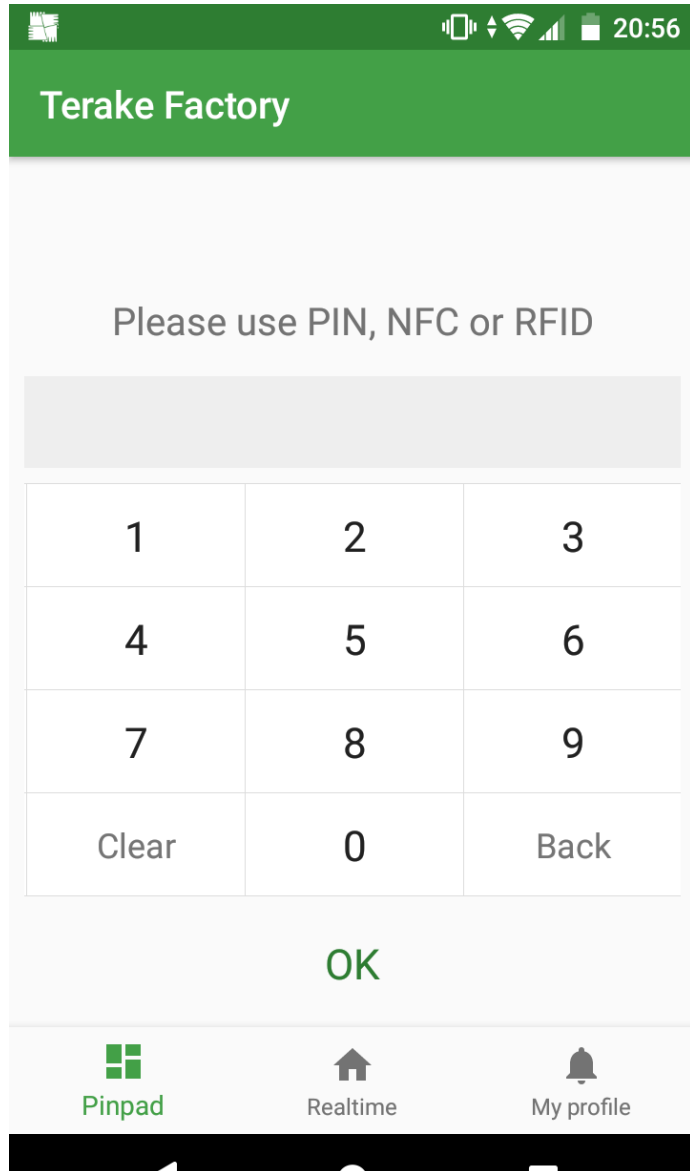 20:56
Terake Factory
Please use PIN, NFC or RFID
1 2 3
4 5 6
7 8 9
Clear 0 Back
OK
Pinpad Realtime My profile